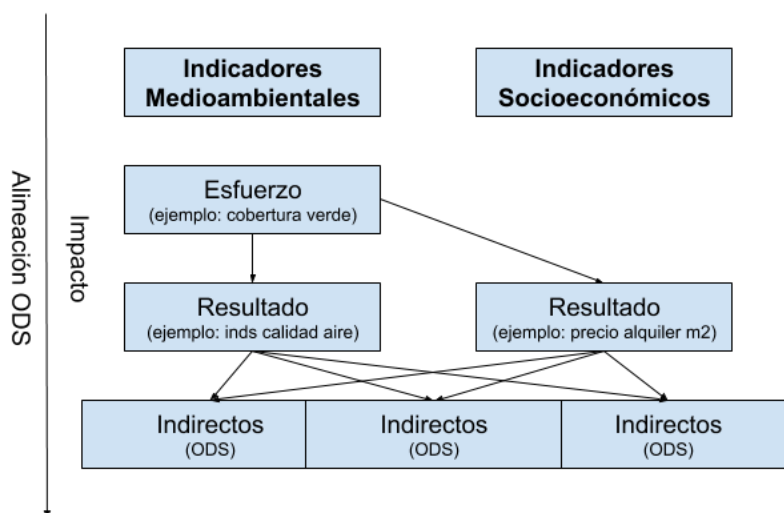 Indicadores
Medioambientales
Indicadores
Socioeconómicos
Alineación ODS
Impacto
Esfuerzo
(ejemplo: cobertura verde)
Resultado
(ejemplo: inds calidad aire)
Resultado
(ejemplo: precio alquiler m2)
Indirectos
(ODS)
Indirectos
(ODS)
Indirectos
(ODS)